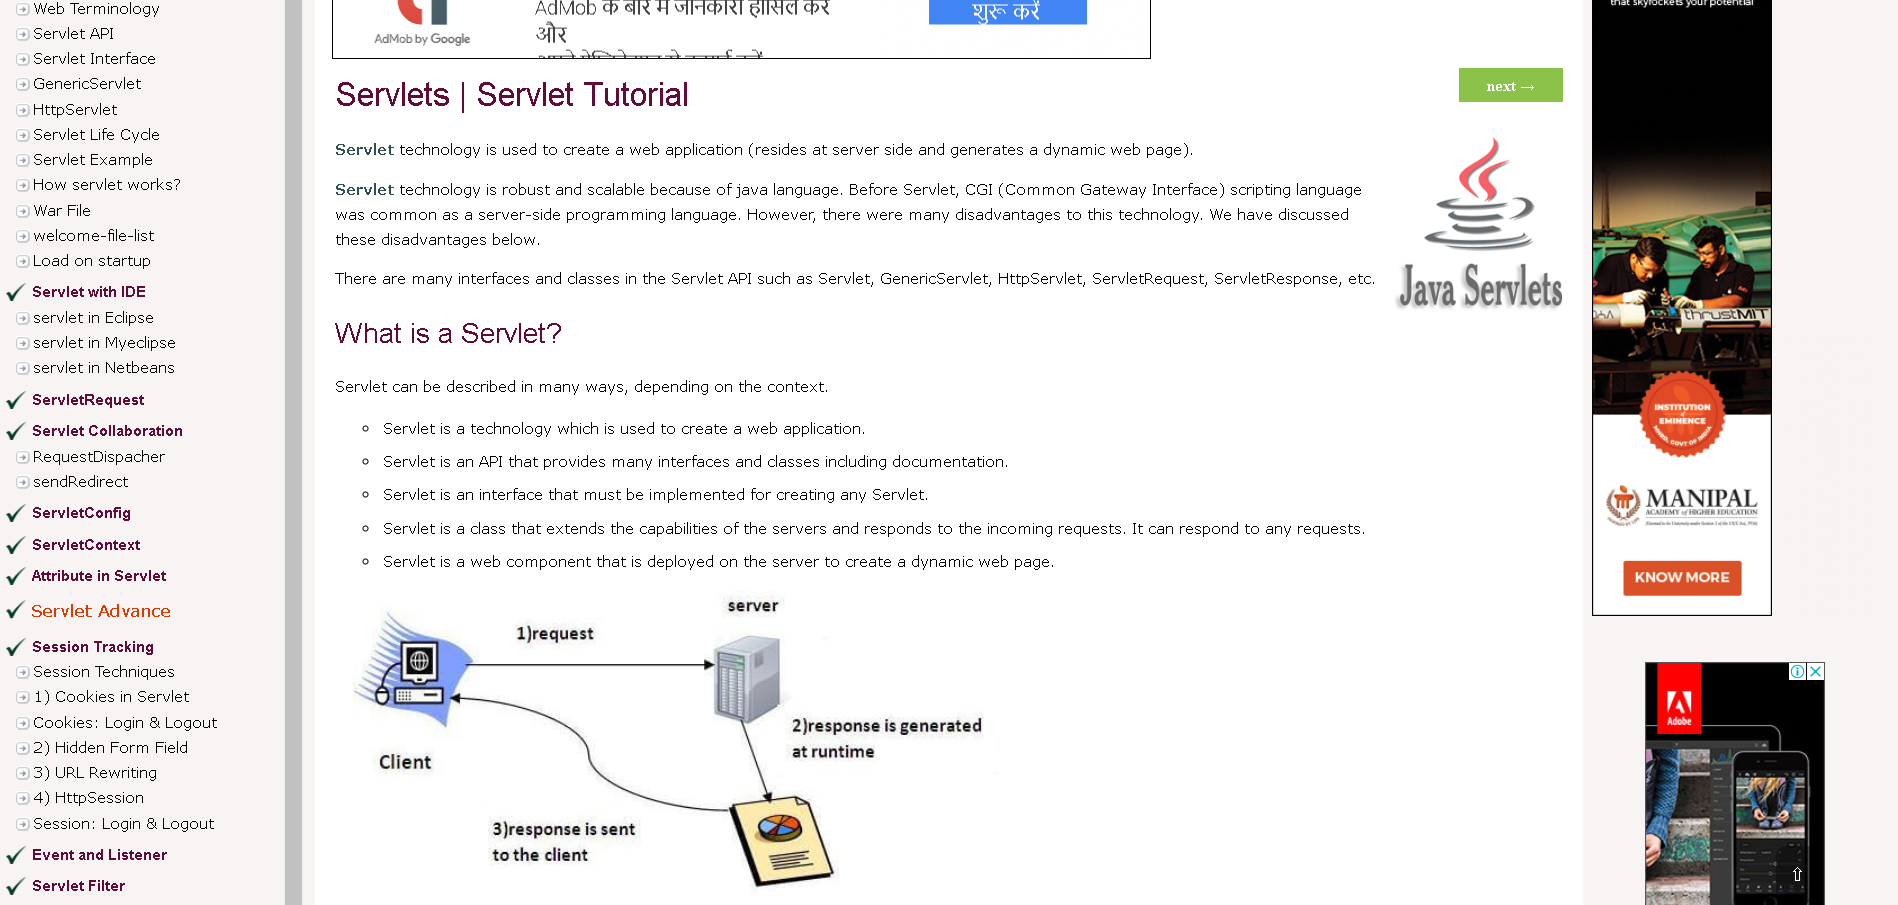 Web Terminology
Servlet API
Servlet Interface
GenericServlet
HttpServlet
Servlet Life Cycle
Servlet Example
How servlet works?
War File
welcome-file-list
Load on startup
Servlet with IDE
servlet in Eclipse
servlet in Myeclipse
servlet in Netbeans
ServletRequest
Servlet Collaboration
RequestDispacher
sendRedirect
ServletConfig
ServletContext
Attribute in Servlet
Servlet Advance
Session Tracking
Session Techniques
1) Cookies in Servlet
Cookies: Login & Logout
2) Hidden Form Field
3) URL Rewriting
4) HttpSession
Session: Login & Logout
Event and Listener
Servlet Filter
AdMob by Google
AdMob के बारे में जानकारी हासिल करें
और
शुरू करें
Servlets | Servlet Tutorial
next →
Servlet technology is used to create a web application (resides at server side and generates a dynamic web page).
Servlet technology is robust and scalable because of java language. Before Servlet, CGI (Common Gateway Interface) scripting language
was common as a server-side programming language. However, there were many disadvantages to this technology. We have discussed
these disadvantages below.
There are many interfaces and classes in the Servlet API such as Servlet, GenericServlet, HttpServlet, ServletRequest, ServletResponse, etc.
Java Servlets
What is a Servlet?
Servlet can be described in many ways, depending on the context.
Servlet is a technology which is used to create a web application.
Servlet is an API that provides many interfaces and classes including documentation.
Servlet is an interface that must be implemented for creating any Servlet.
Servlet is a class that extends the capabilities of the servers and responds to the incoming requests. It can respond to any requests.
Servlet is a web component that is deployed on the server to create a dynamic web page.
server
1)request
2)response is generated
at runtime
Client
3)response is sent
to the client
that skyrockets your potential
thrustMIT
INSTITUTION
of
EMINENCE
MHRD, GOVT OF INDIA
MANIPAL
ACADEMY of HIGHER EDUCATION
KNOW MORE
Adobe